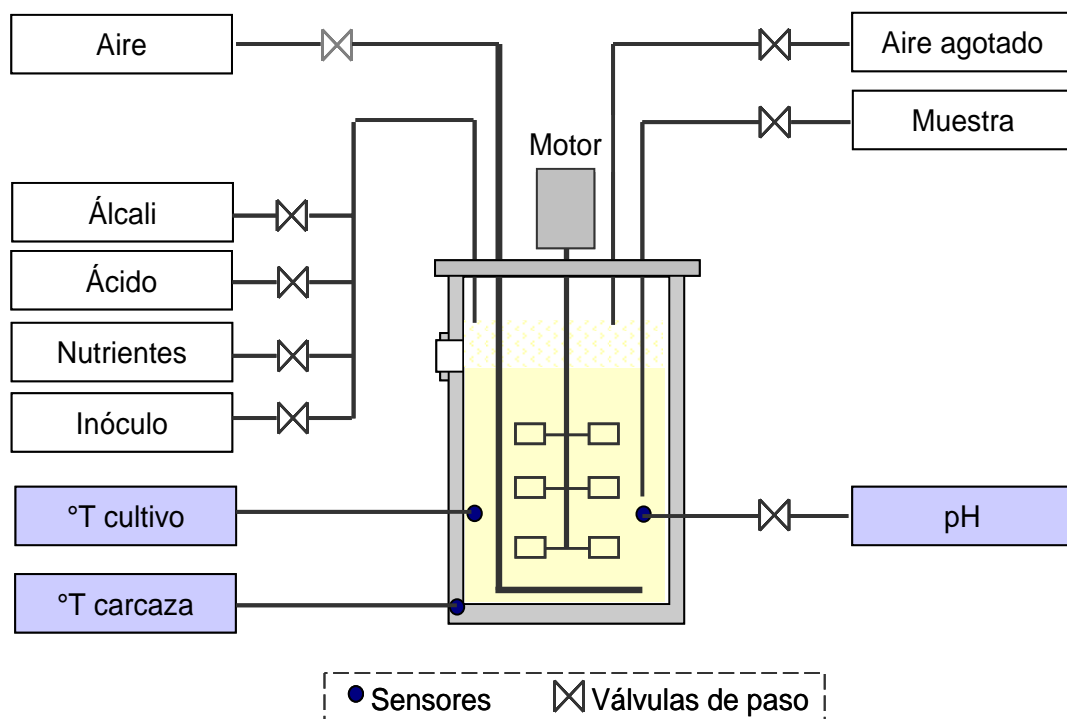 Aire
Aire agotado
Muestra
Motor
Álcali
Ácido
Nutrientes
Inóculo
°T cultivo
pH
°T carcaza
Sensores
Válvulas de paso